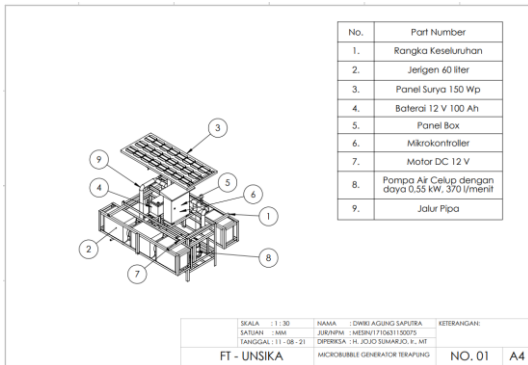 No. Part Number
1. Rangka Keseluruhan
2. Jerigen 60 liter
3. Panel Surya 150 Wp
4. Baterai 12 V 100 Ah
5. Panel Box
6. Mikrokontroller
7. Motor DC 12 V
8. Pompa Air Celup dengan
daya 0,55 kW, 370 l/menit
9. Jalur Pipa
3
9
5
4
6
1
2
7
8
SKALA : 1 : 30 NAMA : DWIKI AGUNG SAPUTRA KETERANGAN:
SATUAN : MM JUR/NPM : MESIN/1710631150075
TANGGAL : 11 - 08 - 21 DIPERIKSA : H. JOJO SUMARJO, Ir., MT
FT - UNSIKA MICROBUBBLE GENERATOR TERAPUNG NO. 01 A4